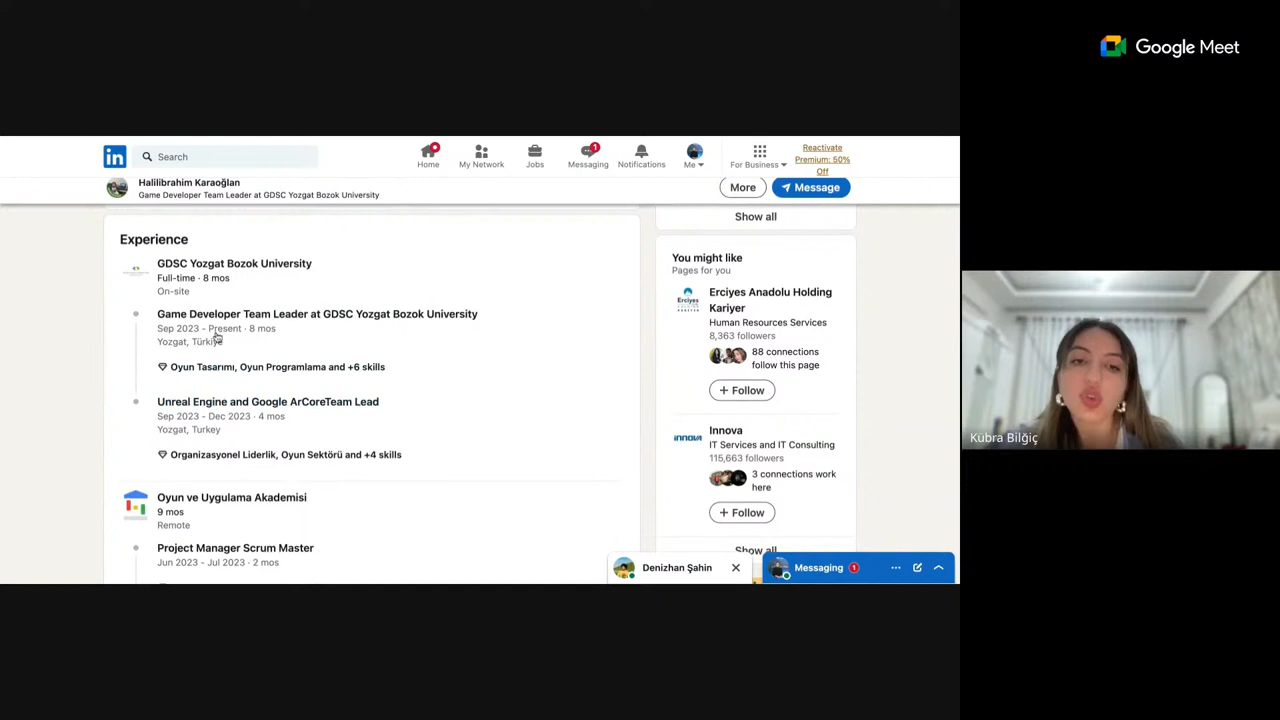 Google Meet
in
Search
Home
My Network
Jobs
1
Messaging
Notifications
Me
For Business
Reactivate
Premium: 50%
Off
Halilibrahim Karaoğlan
Game Developer Team Leader at GDSC Yozgat Bozok University
More
Message
Experience
GDSC Yozgat Bozok University
Full-time · 8 mos
On-site
Game Developer Team Leader at GDSC Yozgat Bozok University
Sep 2023 - Present · 8 mos
Yozgat, Türkiye
Oyun Tasarımı, Oyun Programlama and +6 skills
Unreal Engine and Google ArCoreTeam Lead
Sep 2023 - Dec 2023 · 4 mos
Yozgat, Turkey
Organizasyonel Liderlik, Oyun Sektörü and +4 skills
Oyun ve Uygulama Akademisi
9 mos
Remote
Project Manager Scrum Master
Jun 2023 - Jul 2023 · 2 mos
Show all
You might like
Pages for you
Erciyes
Erciyes Anadolu Holding
Kariyer
Human Resources Services
8,363 followers
88 connections
follow this page
+ Follow
INNOVA
Innova
IT Services and IT Consulting
115,663 followers
3 connections work
here
+ Follow
Show all
Denizhan Şahin
Messaging 1
Kübra Bilğiç